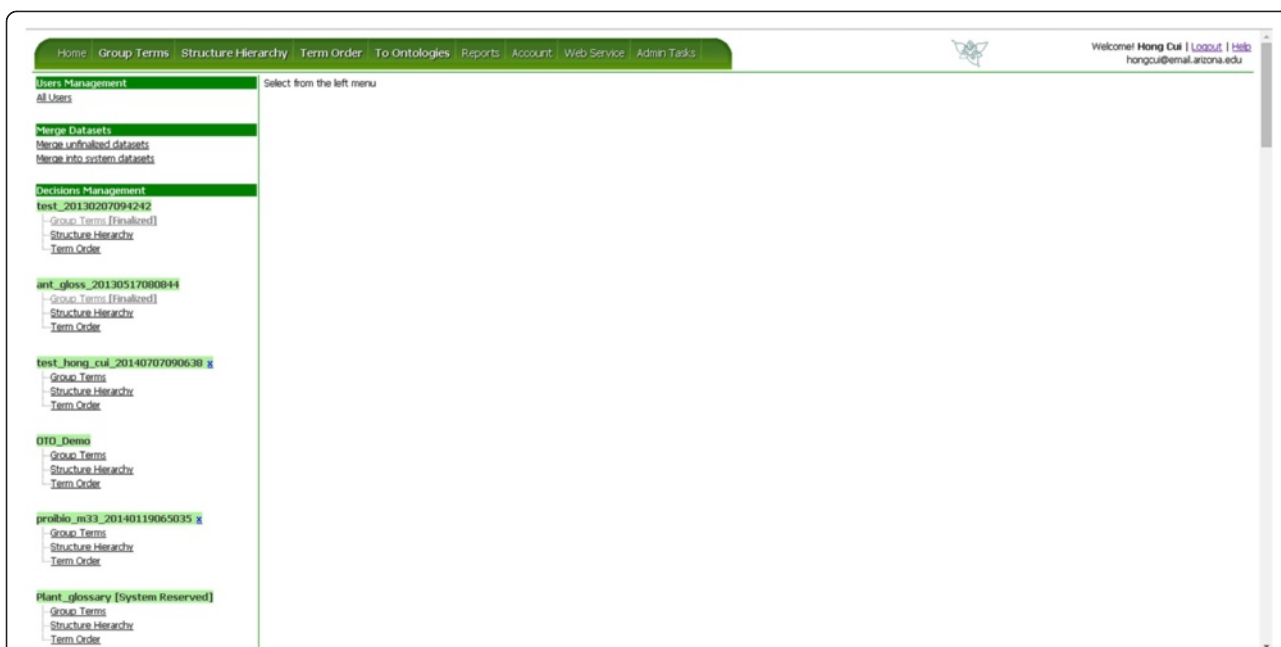 Home Group Terms Structure Hierarchy Term Order To Ontologies Reports Account Web Service Admin Tasks
Welcome! Hong Cui | Logout | Help
hongcui@email.arizona.edu
Users Management
All Users
Select from the left menu
Merge Datasets
Merge unfinalized datasets
Merge into system datasets
Decisions Management
test_20130207094242
Group Terms [Finalized]
Structure Hierarchy
Term Order
ant_gloss_20130517080844
Group Terms [Finalized]
Structure Hierarchy
Term Order
test_hong_cui_20140707090638 x
Group Terms
Structure Hierarchy
Term Order
OTO_Demo
Group Terms
Structure Hierarchy
Term Order
proibio_m33_20140119065035 x
Group Terms
Structure Hierarchy
Term Order
Plant_glossary [System Reserved]
Group Terms
Structure Hierarchy
Term Order